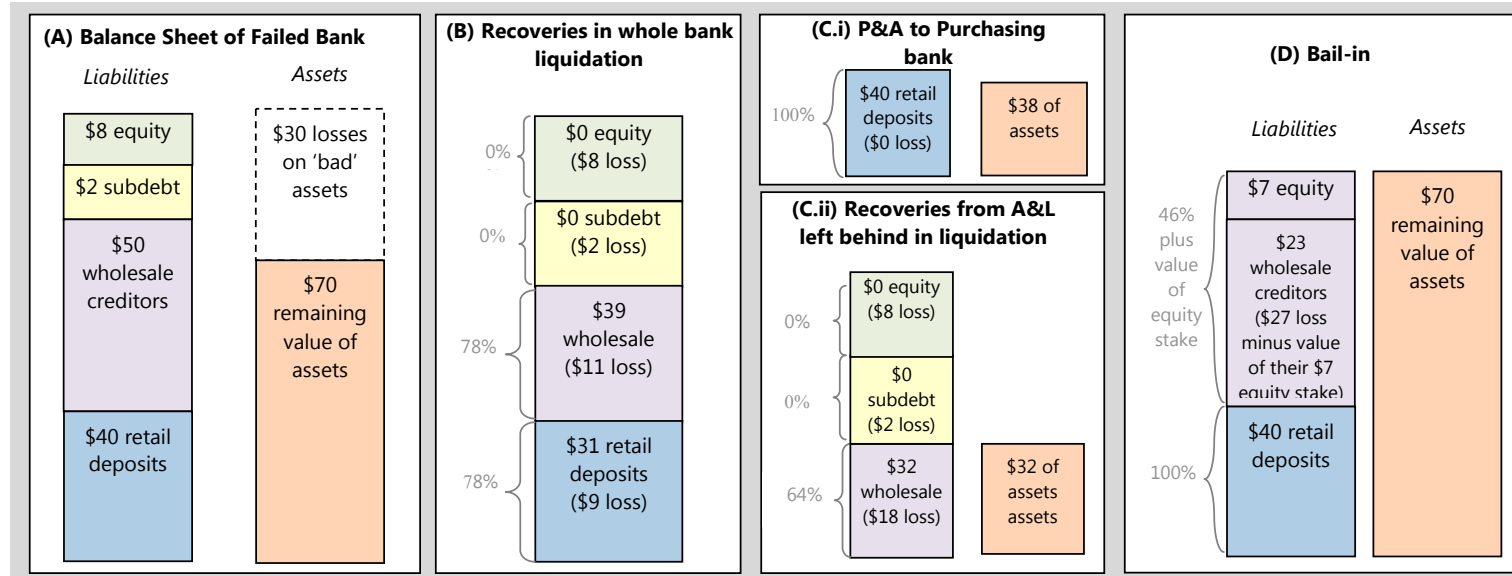 (A) Balance Sheet of Failed Bank
Liabilities
Assets
$8 equity
$2 subdebt
$50
wholesale
creditors
$40 retail
deposits
$30 losses
on ‘bad’
assets
$70
remaining
value of
assets
(B) Recoveries in whole bank
liquidation
0%
$0 equity
($8 loss)
0%
$0 subdebt
($2 loss)
78%
$39
wholesale
($11 loss)
78%
$31 retail
deposits
($9 loss)
(C.i) P&A to Purchasing
bank
100%
$40 retail
deposits
($0 loss)
$38 of
assets
(C.ii) Recoveries from A&L
left behind in liquidation
0%
$0 equity
($8 loss)
0%
$0
subdebt
($2 loss)
64%
$32
wholesale
($18 loss)
$32 of
assets
assets
(D) Bail-in
Liabilities
Assets
46%
plus
value
of
equity
stake
$7 equity
$23
wholesale
creditors
($27 loss
minus value
of their $7
equity stake)
100%
$40 retail
deposits
$70
remaining
value of
assets